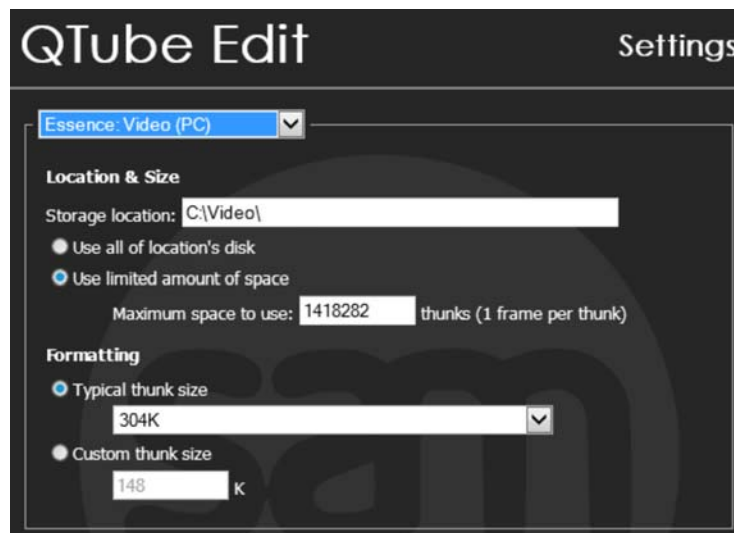 QTube Edit
Settings
Essence: Video (PC)
Location & Size
Storage location: C:\Video\
Use all of location's disk
Use limited amount of space
Maximum space to use: 1418282 thunks (1 frame per thunk)
Formatting
Typical thunk size
304K
Custom thunk size
148 K
sam